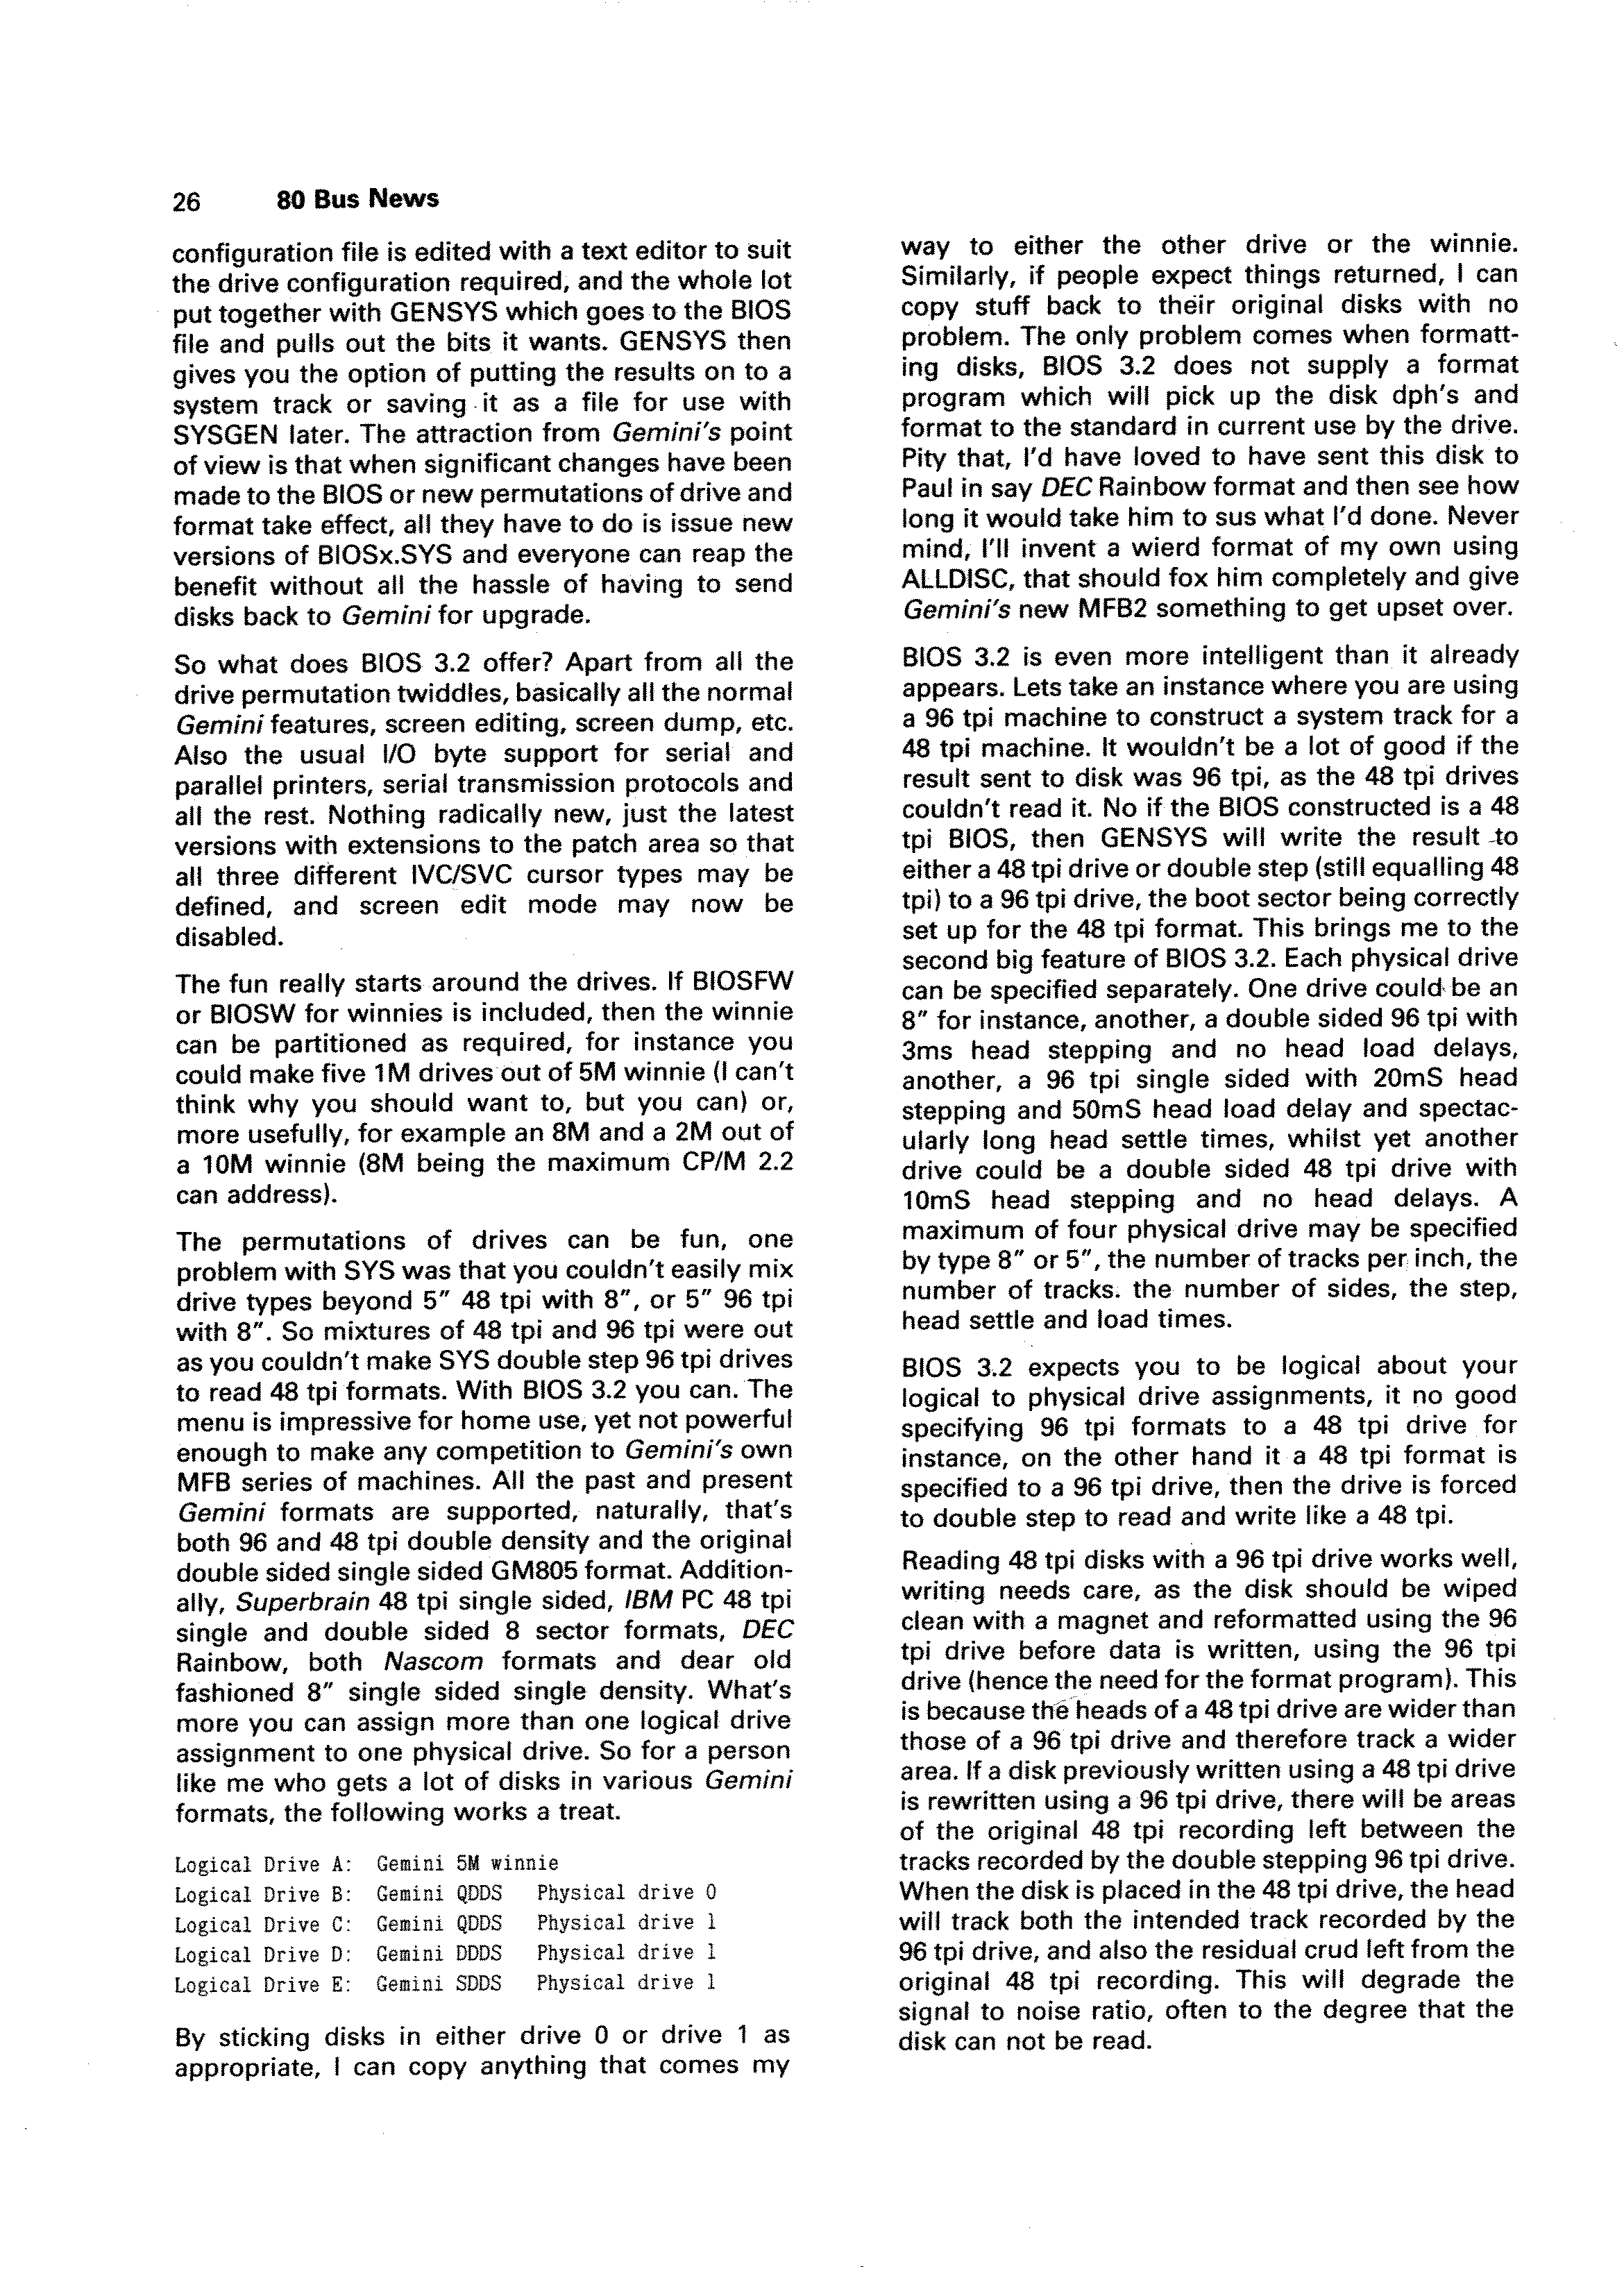 26 80 Bus News
configuration file is edited with a text editor to suit
the drive configuration required, and the whole lot
put together with GENSYS which goes to the BIOS
file and pulls out the bits it wants. GENSYS then
gives you the option of putting the results on to a
system track or saving it as a file for use with
SYSGEN later. The attraction from Gemini's point
of view is that when significant changes have been
made to the BIOS or new permutations of drive and
format take effect, all they have to do is issue new
versions of BIOSx.SYS and everyone can reap the
benefit without all the hassle of having to send
disks back to Gemini for upgrade.
So what does BIOS 3.2 offer? Apart from all the
drive permutation twiddles, basically all the normal
Gemini features, screen editing, screen dump, etc.
Also the usual I/O byte support for serial and
parallel printers, serial transmission protocols and
all the rest. Nothing radically new, just the latest
versions with extensions to the patch area so that
all three different IVC/SVC cursor types may be
defined, and screen edit mode may now be
disabled.
The fun really starts around the drives. If BIOSFW
or BIOSW for winnies is included, then the winnie
can be partitioned as required, for instance you
could make five 1M drives out of 5M winnie (I can't
think why you should want to, but you can) or,
more usefully, for example an 8M and a 2M out of
a 10M winnie (8M being the maximum CP/M 2.2
can address).
The permutations of drives can be fun, one
problem with SYS was that you couldn't easily mix
drive types beyond 5" 48 tpi with 8", or 5" 96 tpi
with 8". So mixtures of 48 tpi and 96 tpi were out
as you couldn't make SYS double step 96 tpi drives
to read 48 tpi formats. With BIOS 3.2 you can. The
menu is impressive for home use, yet not powerful
enough to make any competition to Gemini's own
MFB series of machines. All the past and present
Gemini formats are supported, naturally, that's
both 96 and 48 tpi double density and the original
double sided single sided GM805 format. Addition-
ally, Superbrain 48 tpi single sided, IBM PC 48 tpi
single and double sided 8 sector formats, DEC
Rainbow, both Nascom formats and dear old
fashioned 8" single sided single density. What's
more you can assign more than one logical drive
assignment to one physical drive. So for a person
like me who gets a lot of disks in various Gemini
formats, the following works a treat.
Logical Drive A: Gemini 5M winnie
Logical Drive B: Gemini QDDS Physical drive 0
Logical Drive C: Gemini QDDS Physical drive 1
Logical Drive D: Gemini DDDS Physical drive 1
Logical Drive E: Gemini SDDS Physical drive 1
By sticking disks in either drive 0 or drive 1 as
appropriate, I can copy anything that comes my
way to either the other drive or the winnie.
Similarly, if people expect things returned, I can
copy stuff back to their original disks with no
problem. The only problem comes when formatt-
ing disks, BIOS 3.2 does not supply a format
program which will pick up the disk dph's and
format to the standard in current use by the drive.
Pity that, I'd have loved to have sent this disk to
Paul in say DEC Rainbow format and then see how
long it would take him to sus what I'd done. Never
mind, I'll invent a wierd format of my own using
ALLDISC, that should fox him completely and give
Gemini's new MFB2 something to get upset over.
BIOS 3.2 is even more intelligent than it already
appears. Lets take an instance where you are using
a 96 tpi machine to construct a system track for a
48 tpi machine. It wouldn't be a lot of good if the
result sent to disk was 96 tpi, as the 48 tpi drives
couldn't read it. No if the BIOS constructed is a 48
tpi BIOS, then GENSYS will write the result to
either a 48 tpi drive or double step (still equalling 48
tpi) to a 96 tpi drive, the boot sector being correctly
set up for the 48 tpi format. This brings me to the
second big feature of BIOS 3.2. Each physical drive
can be specified separately. One drive could be an
8" for instance, another, a double sided 96 tpi with
3ms head stepping and no head load delays,
another, a 96 tpi single sided with 20mS head
stepping and 50mS head load delay and spectac-
ularly long head settle times, whilst yet another
drive could be a double sided 48 tpi drive with
10mS head stepping and no head delays. A
maximum of four physical drive may be specified
by type 8" or 5", the number of tracks per inch, the
number of tracks. the number of sides, the step,
head settle and load times.
BIOS 3.2 expects you to be logical about your
logical to physical drive assignments, it no good
specifying 96 tpi formats to a 48 tpi drive for
instance, on the other hand it a 48 tpi format is
specified to a 96 tpi drive, then the drive is forced
to double step to read and write like a 48 tpi.
Reading 48 tpi disks with a 96 tpi drive works well,
writing needs care, as the disk should be wiped
clean with a magnet and reformatted using the 96
tpi drive before data is written, using the 96 tpi
drive (hence the need for the format program). This
is because the heads of a 48 tpi drive are wider than
those of a 96 tpi drive and therefore track a wider
area. If a disk previously written using a 48 tpi drive
is rewritten using a 96 tpi drive, there will be areas
of the original 48 tpi recording left between the
tracks recorded by the double stepping 96 tpi drive.
When the disk is placed in the 48 tpi drive, the head
will track both the intended track recorded by the
96 tpi drive, and also the residual crud left from the
original 48 tpi recording. This will degrade the
signal to noise ratio, often to the degree that the
disk can not be read.